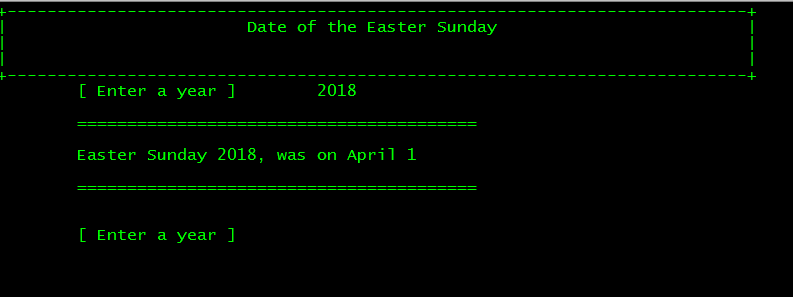 Date of the Easter Sunday
[ Enter a year ] 2018
========================================
Easter Sunday 2018, was on April 1
========================================
[ Enter a year ]